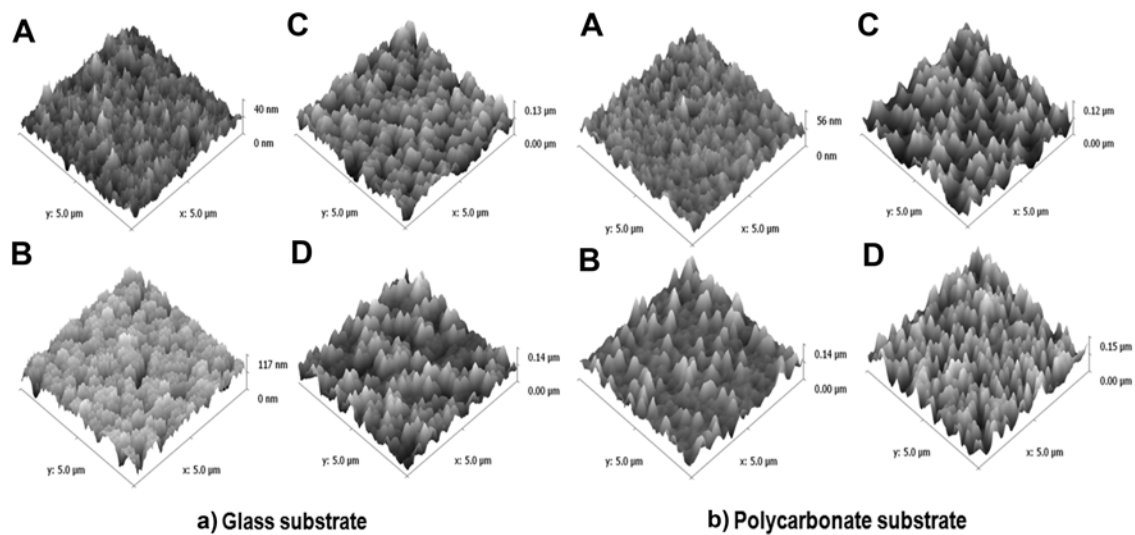 A
40 nm
0 nm
y: 5.0 µm
x: 5.0 µm
C
0.13 µm
0.00 µm
y: 5.0 µm
x: 5.0 µm
B
117 nm
0 nm
y: 5.0 µm
x: 5.0 µm
D
0.14 µm
0.00 µm
y: 5.0 µm
x: 5.0 µm
a) Glass substrate
A
56 nm
0 nm
y: 5.0 µm
x: 5.0 µm
C
0.12 µm
0.00 µm
y: 5.0 µm
x: 5.0 µm
B
0.14 µm
0.00 µm
y: 5.0 µm
x: 5.0 µm
D
0.15 µm
0.00 µm
y: 5.0 µm
x: 5.0 µm
b) Polycarbonate substrate